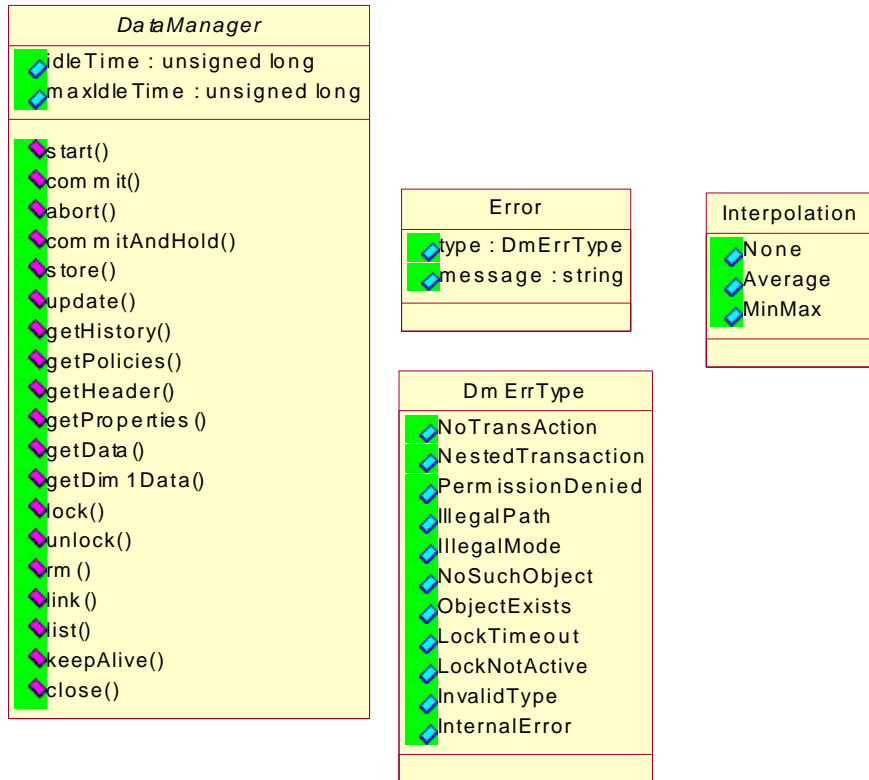 DataManager
idleTime : unsigned long
maxIdleTime : unsigned long
start()
commit()
abort()
commitAndHold()
store()
update()
getHistory()
getPolicies()
getHeader()
getProperties()
getData()
getDim1Data()
lock()
unlock()
rm()
link()
list()
keepAlive()
close()
Error
type : DmErrType
message : string
DmErrType
NoTransAction
NestedTransaction
PermissionDenied
IllegalPath
IllegalMode
NoSuchObject
ObjectExists
LockTimeout
LockNotActive
InvalidType
InternalError
Interpolation
None
Average
MinMax